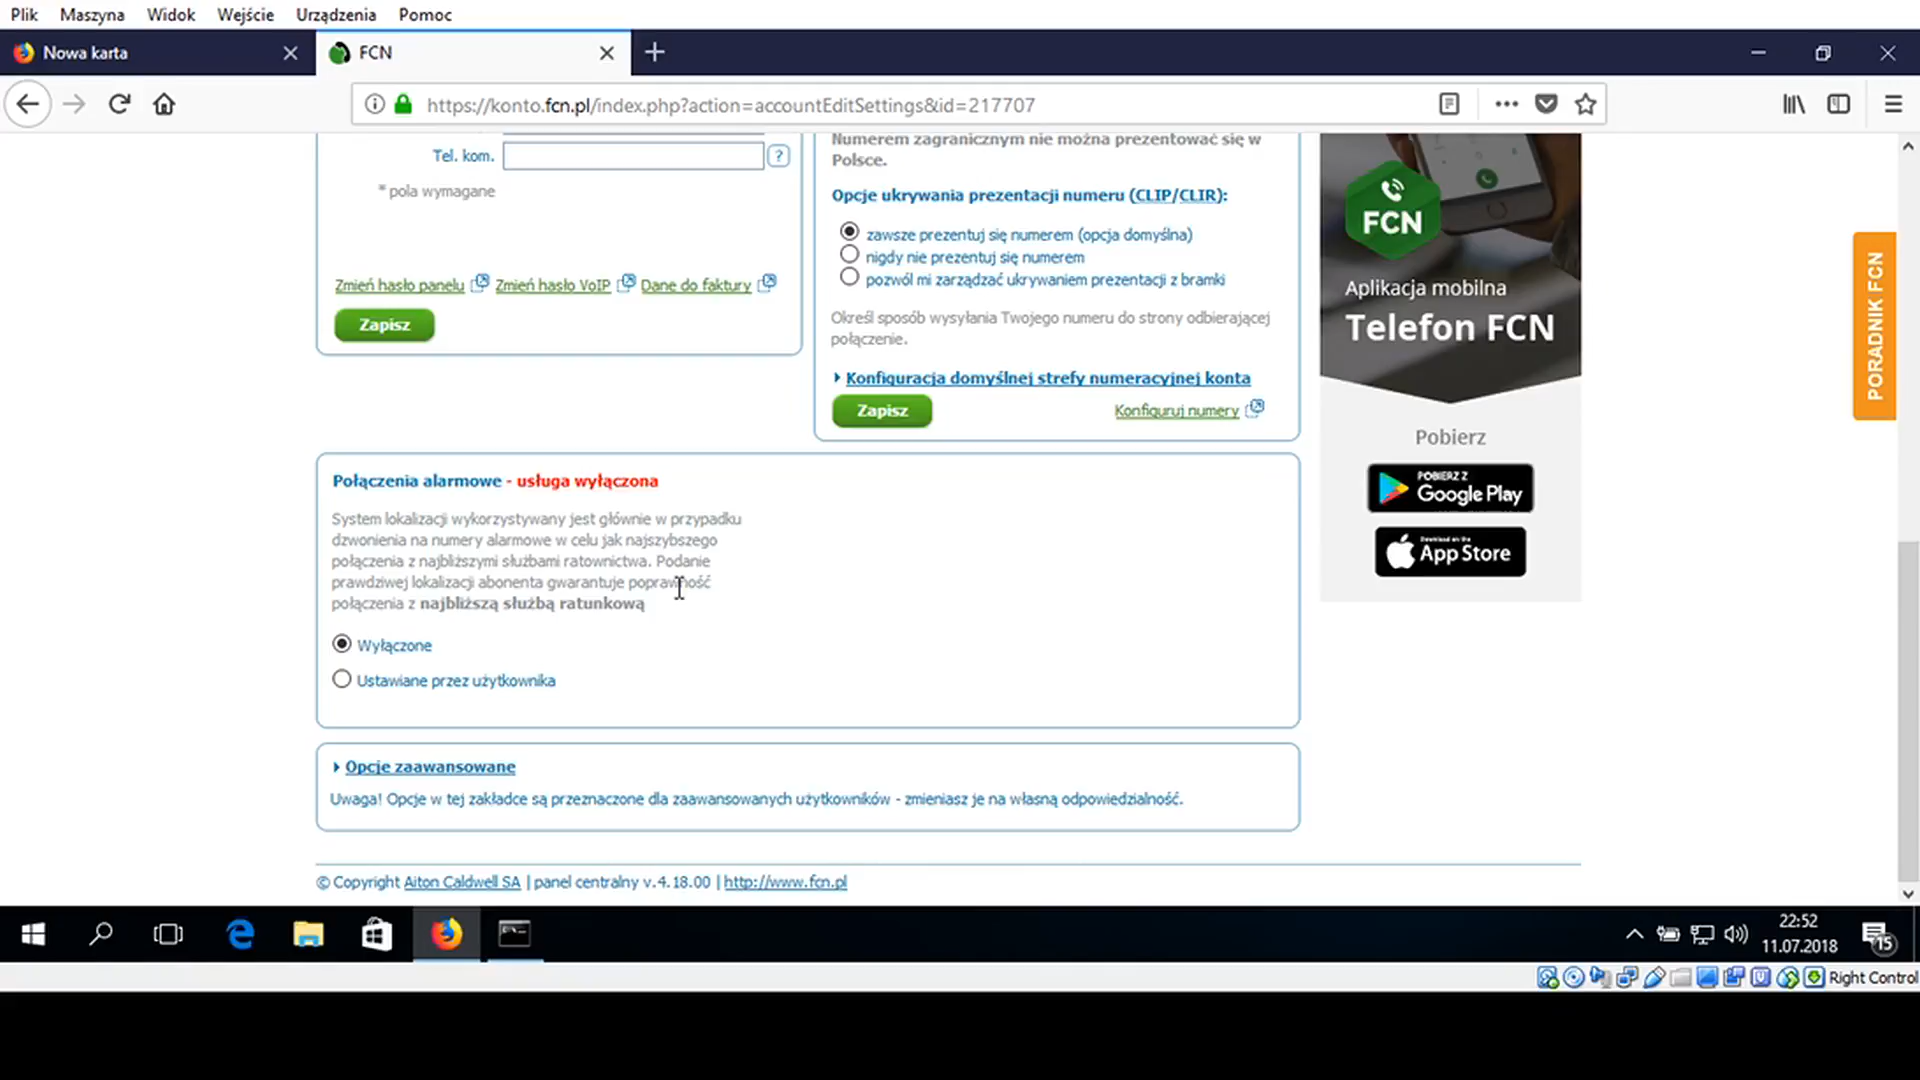 Plik Maszyna Widok Wejście Urządzenia Pomoc
Nowa karta
FCN
https://konto.fcn.pl/index.php?action=accountEditSettings&id=217707
Tel. kom.
?
* pola wymagane
Zmień hasło panelu Zmień hasło VoIP Dane do faktury
Zapisz
Numerem zagranicznym nie można prezentować się w
Polsce.
Opcje ukrywania prezentacji numeru (CLIP/CLIR):
zawsze prezentuj się numerem (opcja domyślna)
nigdy nie prezentuj się numerem
pozwól mi zarządzać ukrywaniem prezentacji z bramki
Określ sposób wysyłania Twojego numeru do strony odbierającej
połączenie.
Konfiguracja domyślnej strefy numeracyjnej konta
Zapisz
Konfiguruj numery
FCN
Aplikacja mobilna
Telefon FCN
Pobierz
POBIERZ Z
Google Play
Download on the
App Store
PORADNIK FCN
Połączenia alarmowe - usługa wyłączona
System lokalizacji wykorzystywany jest głównie w przypadku
dzwonienia na numery alarmowe w celu jak najszybszego
połączenia z najbliższymi służbami ratownictwa. Podanie
prawdziwej lokalizacji abonenta gwarantuje poprawność
połączenia z najbliższą służbą ratunkową
Wyłączone
Ustawiane przez użytkownika
Opcje zaawansowane
Uwaga! Opcje w tej zakładce są przeznaczone dla zaawansowanych użytkowników - zmieniasz je na własną odpowiedzialność.
© Copyright Aiton Caldwell SA | panel centralny v.4.18.00 | http://www.fcn.pl
22:52
11.07.2018
15
Right Control